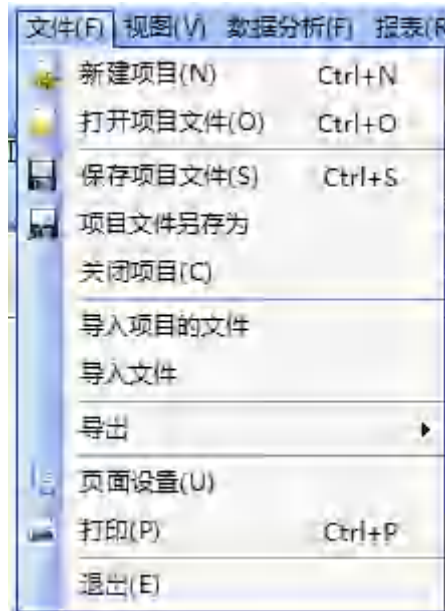 文件(F) 视图(V) 数据分析(F) 报表(R
新建项目(N) Ctrl+N
打开项目文件(O) Ctrl+O
保存项目文件(S) Ctrl+S
项目文件另存为
关闭项目(C)
导入项目的文件
导入文件
导出
页面设置(U)
打印(P) Ctrl+P
退出(E)